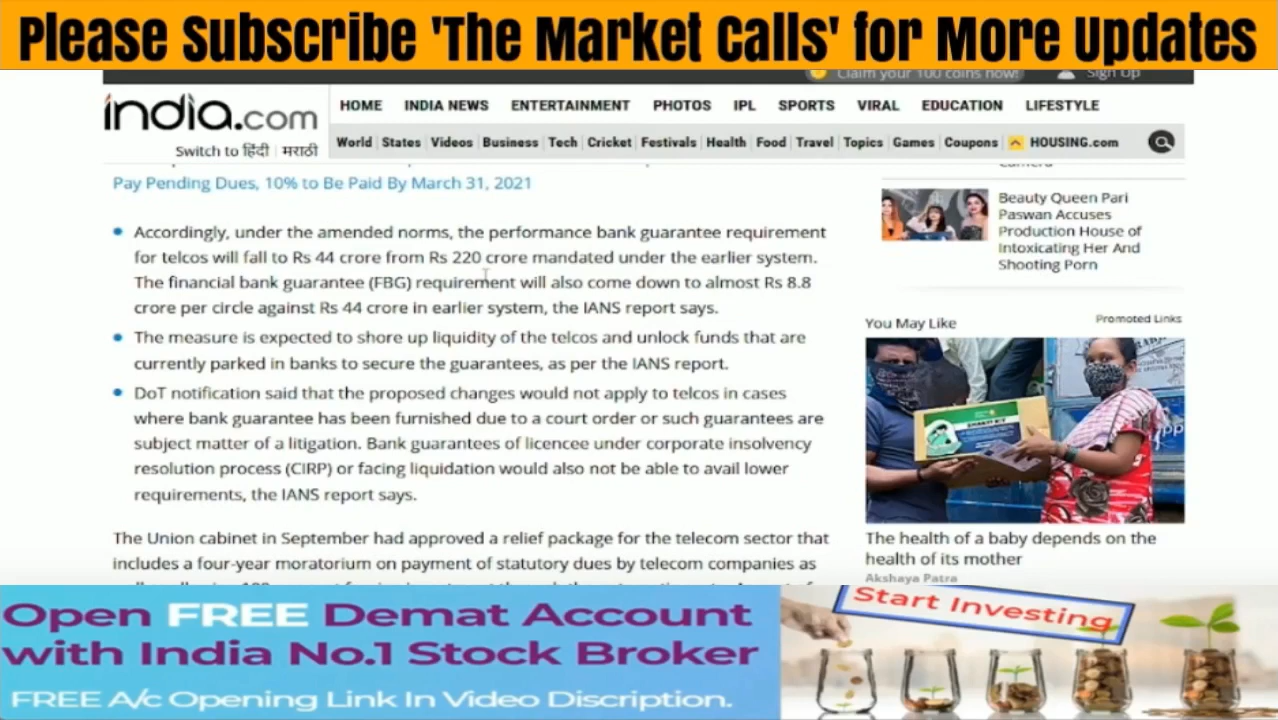 Please Subscribe 'The Market Calls' for More Updates
Claim your 100 coins now!
Sign Up
india.com
HOME INDIA NEWS ENTERTAINMENT PHOTOS IPL SPORTS VIRAL EDUCATION LIFESTYLE
Switch to हिंदी मराठी
World States Videos Business Tech Cricket Festivals Health Food Travel Topics Games Coupons HOUSING.com
Pay Pending Dues, 10% to Be Paid By March 31, 2021
Accordingly, under the amended norms, the performance bank guarantee requirement
for telcos will fall to Rs 44 crore from Rs 220 crore mandated under the earlier system.
The financial bank guarantee (FBG) requirement will also come down to almost Rs 8.8
crore per circle against Rs 44 crore in earlier system, the IANS report says.
The measure is expected to shore up liquidity of the telcos and unlock funds that are
currently parked in banks to secure the guarantees, as per the IANS report.
DoT notification said that the proposed changes would not apply to telcos in cases
where bank guarantee has been furnished due to a court order or such guarantees are
subject matter of a litigation. Bank guarantees of licencee under corporate insolvency
resolution process (CIRP) or facing liquidation would also not be able to avail lower
requirements, the IANS report says.
The Union cabinet in September had approved a relief package for the telecom sector that
includes a four-year moratorium on payment of statutory dues by telecom companies as
Beauty Queen Pari
Paswan Accuses
Production House of
Intoxicating Her And
Shooting Porn
You May Like
Promoted Links
The health of a baby depends on the
health of its mother
Akshaya Patra
Open FREE Demat Account
with India No.1 Stock Broker
FREE A/c Opening Link In Video Discription.
Start Investing